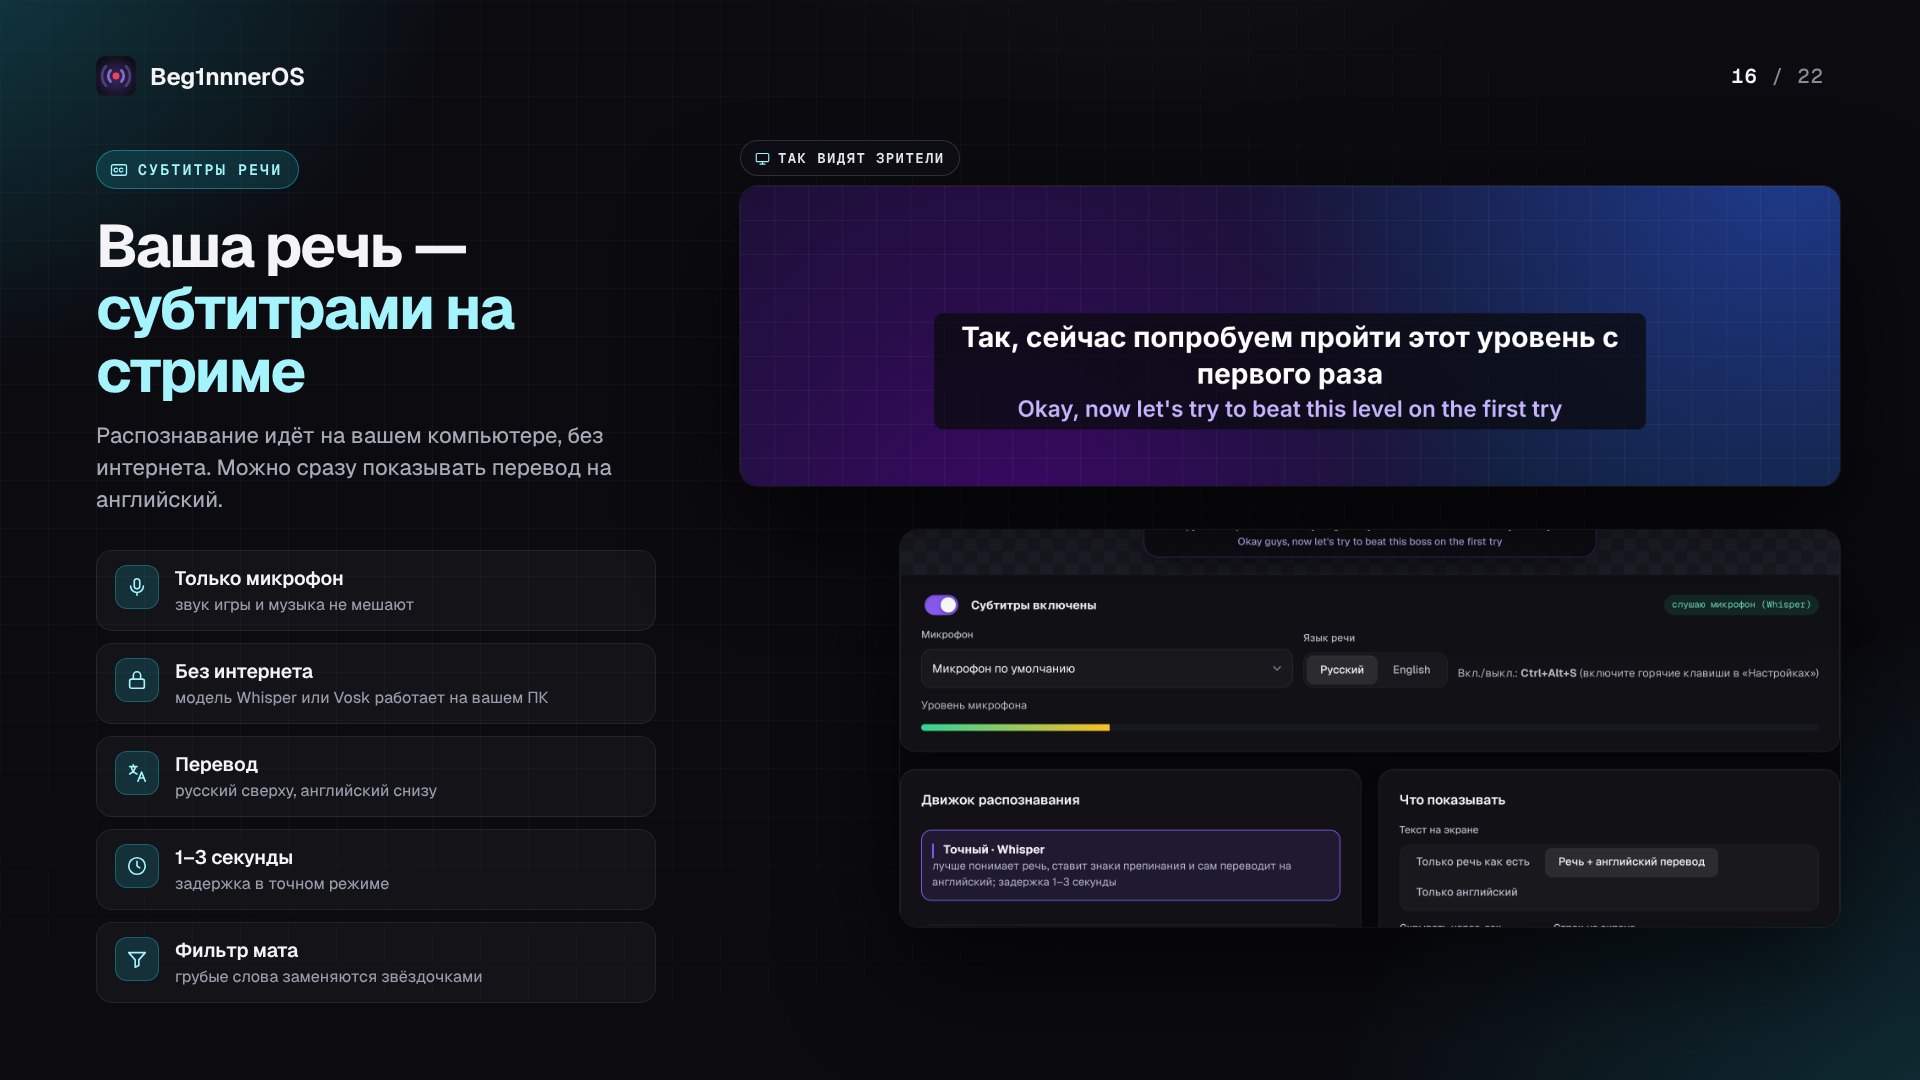 Beg1nnnerOS
16 / 22
СУБТИТРЫ РЕЧИ
Ваша речь —
субтитрами на
стриме
Распознавание идёт на вашем компьютере, без
интернета. Можно сразу показывать перевод на
английский.
Только микрофон
звук игры и музыка не мешают
Без интернета
модель Whisper или Vosk работает на вашем ПК
Перевод
русский сверху, английский снизу
1–3 секунды
задержка в точном режиме
Фильтр мата
грубые слова заменяются звёздочками
ТАК ВИДЯТ ЗРИТЕЛИ
Так, сейчас попробуем пройти этот уровень с
первого раза
Okay, now let's try to beat this level on the first try
Okay guys, now let's try to beat this boss on the first try
Субтитры включены
слушаю микрофон (Whisper)
Микрофон
Язык речи
Микрофон по умолчанию
Русский
English
Вкл./выкл.: Ctrl+Alt+S (включите горячие клавиши в «Настройках»)
Уровень микрофона
Движок распознавания
Точный · Whisper
лучше понимает речь, ставит знаки препинания и сам переводит на
английский; задержка 1–3 секунды
Что показывать
Текст на экране
Только речь как есть
Речь + английский перевод
Только английский